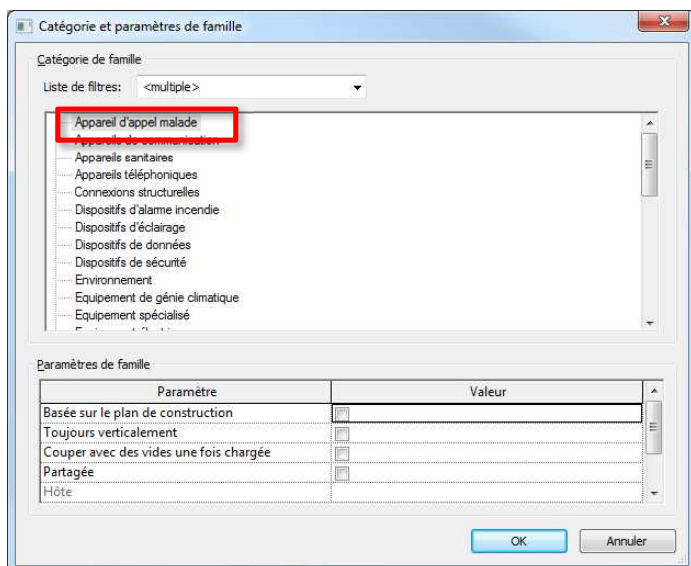 Catégorie et paramètres de famille
Catégorie de famille
Liste de filtres: <multiple>
Appareil d'appel malade
Appareils de communication
Appareils sanitaires
Appareils téléphoniques
Connexions structurelles
Dispositifs d'alarme incendie
Dispositifs d'éclairage
Dispositifs de données
Dispositifs de sécurité
Environnement
Equipement de génie climatique
Equipement spécialisé
Paramètres de famille
Paramètre Valeur
Basée sur le plan de construction
Toujours verticalement
Couper avec des vides une fois chargée
Partagée
Hôte
OK Annuler